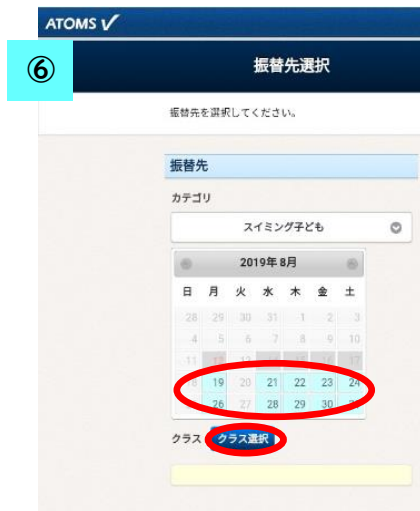 ATOMS
⑥
振替先選択
振替先を選択してください。
振替先
カテゴリ
スイミング子ども
2019年 8月
日 月 火 水 木 金 土
28 29 30 31 1 2 3
4 5 6 7 8 9 10
11 12 13 14 15 16 17
18 19 20 21 22 23 24
26 27 28 29 30
クラス クラス選択